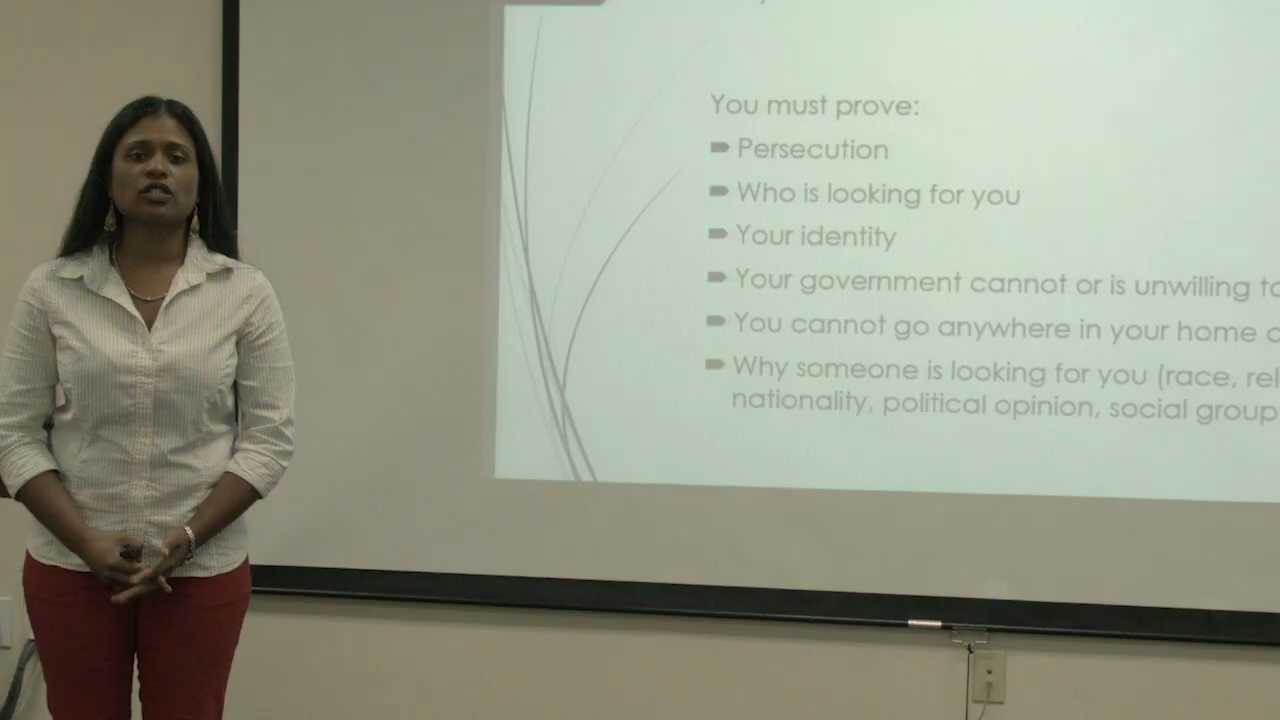 You must prove:
Persecution
Who is looking for you
Your identity
Your government cannot or is unwilling to
You cannot go anywhere in your home
Why someone is looking for you (race,
nationality, political opinion, social group